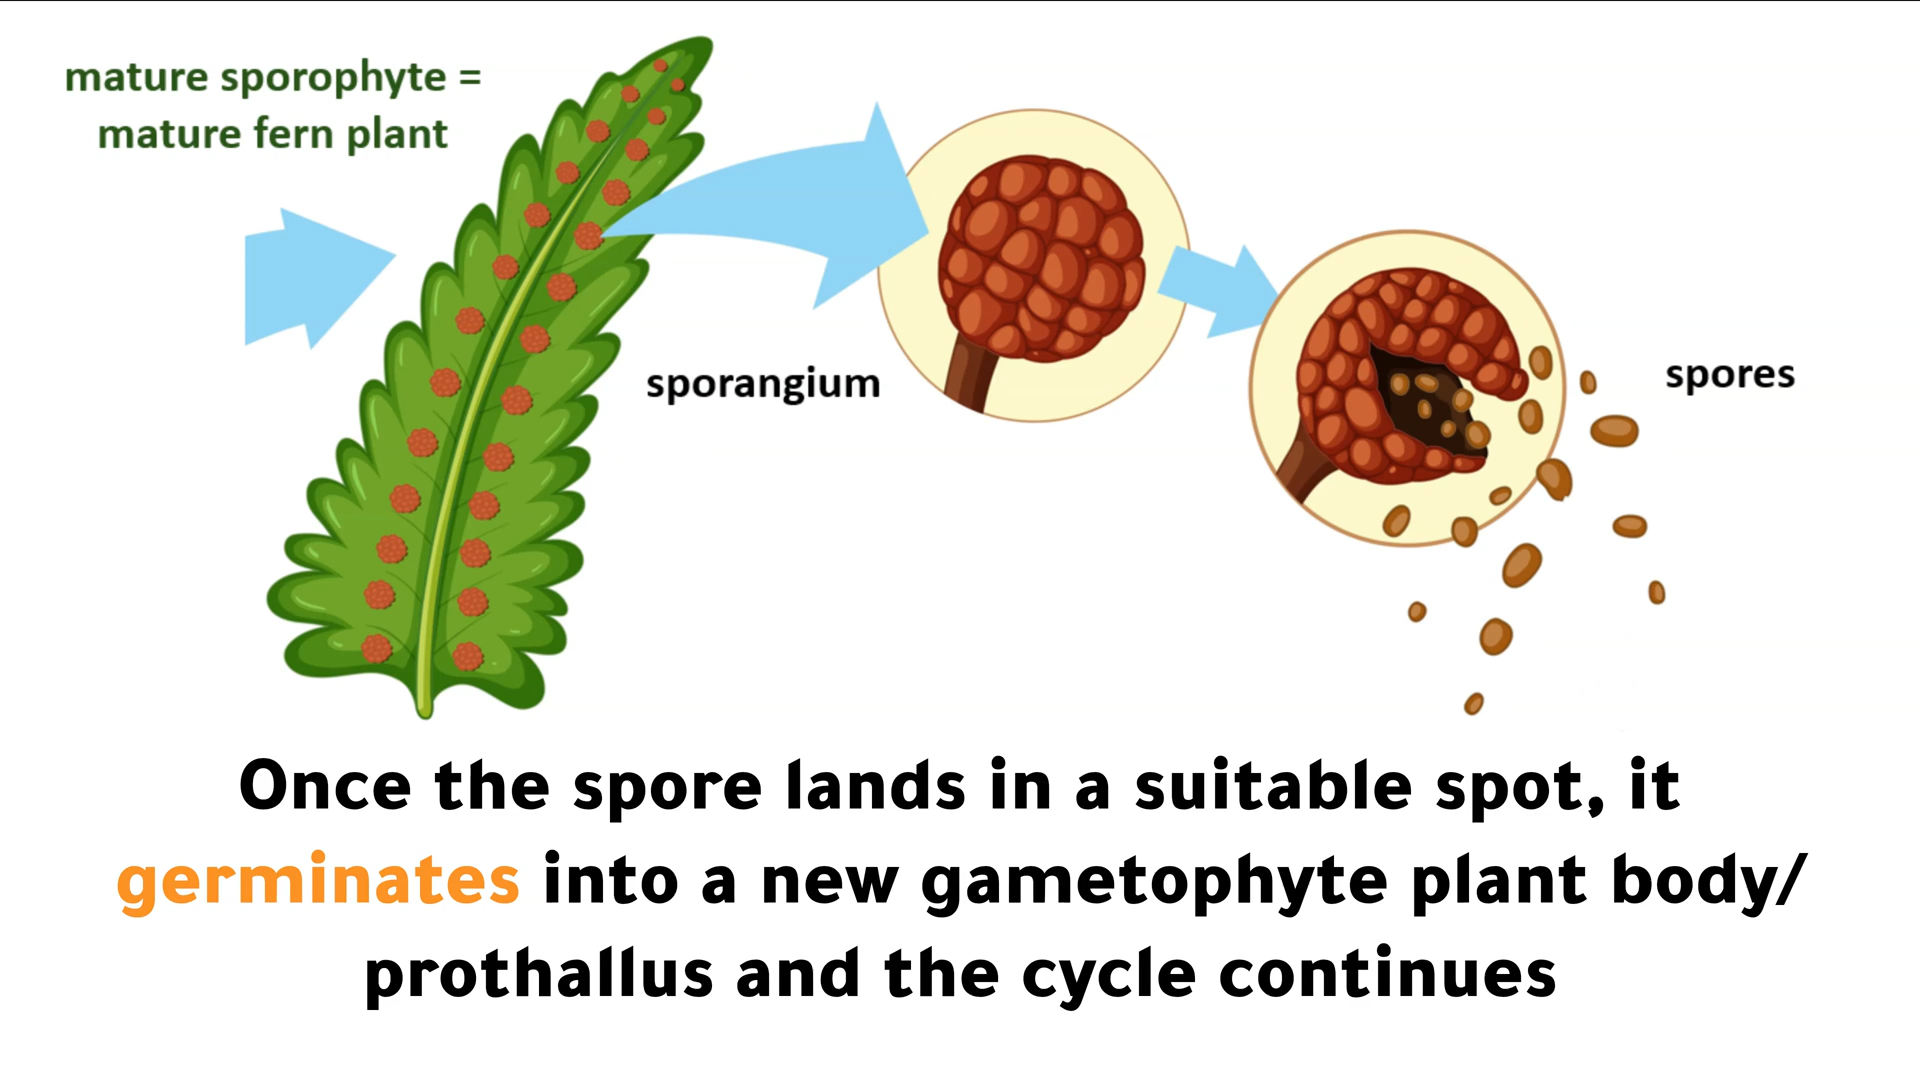 mature sporophyte =
mature fern plant
sporangium
spores
Once the spore lands in a suitable spot, it
germinates into a new gametophyte plant body/
prothallus and the cycle continues